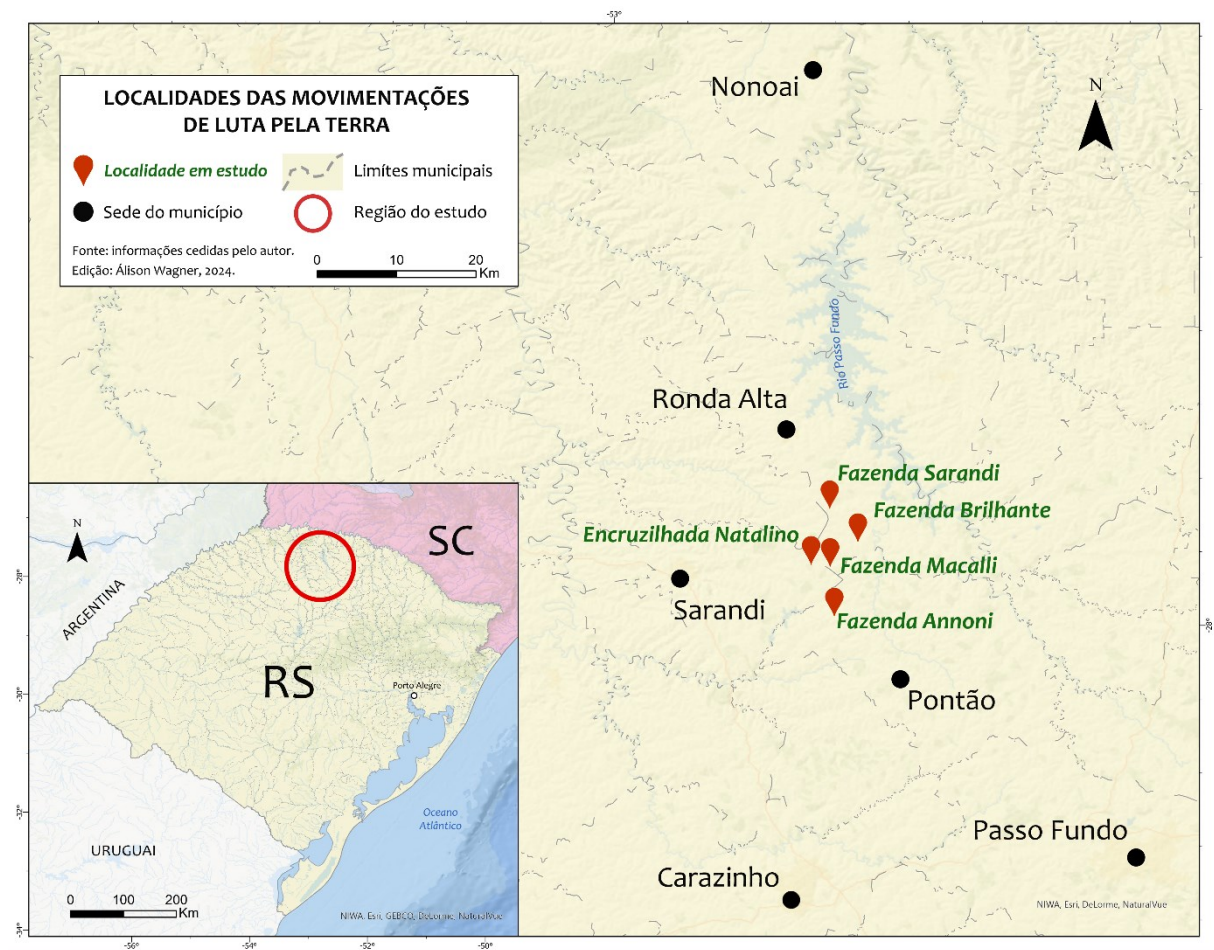 -53°
Nonoai
N
LOCALIDADES DAS MOVIMENTAÇÕES
DE LUTA PELA TERRA
Localidade em estudo
Limítes municipais
Sede do município
Região do estudo
Fonte: informações cedidas pelo autor.
Edição: Álison Wagner, 2024.
0 10 20
Km
Rio Passo Fundo
Ronda Alta
Fazenda Sarandi
Fazenda Brilhante
Encruzilhada Natalino
Fazenda Macalli
Sarandi
Fazenda Annoni
-28°
Pontão
Passo Fundo
Carazinho
NIWA, Esri, DeLorme, NaturalVue
N
SC
-28°
ARGENTINA
RS
Porto Alegre
-30°
-32°
Oceano
Atlântico
URUGUAI
0 100 200
Km
NIWA, Esri, GEBCO, DeLorme, NaturalVue
-34°
-56° -54° -52° -50°